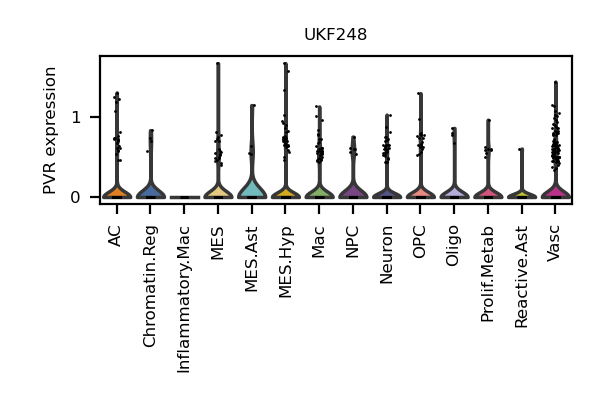 UKF248
PVR expression
1
0
AC
Chromatin.Reg
Inflammatory.Mac
MES
MES.Ast
MES.Hyp
Mac
NPC
Neuron
OPC
Oligo
Prolif.Metab
Reactive.Ast
Vasc